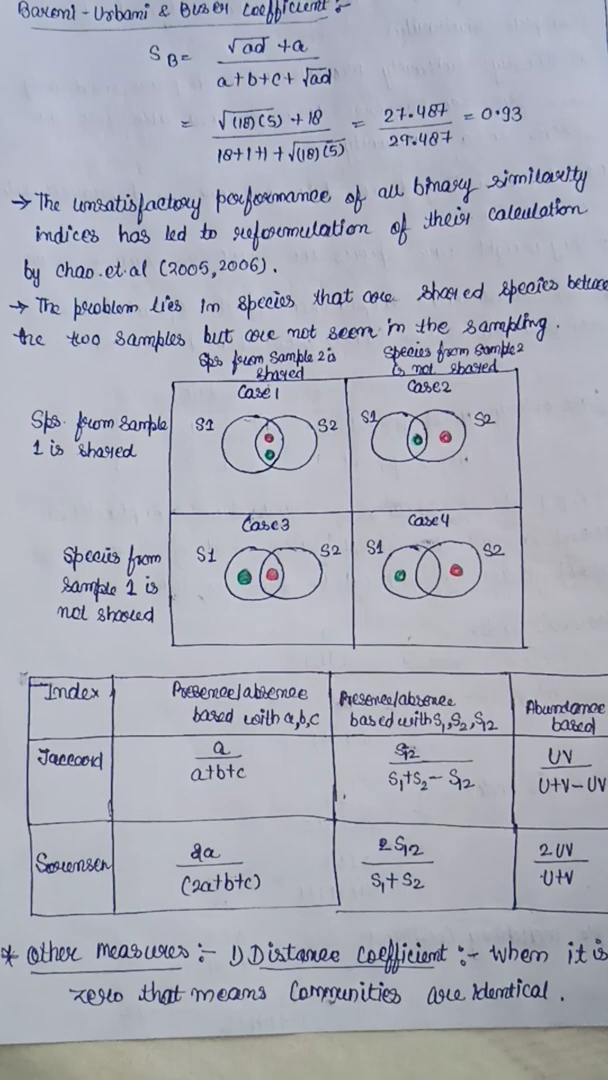 Baroni-Urbani & Buser Coefficient :-
S_B = (√ad + a) / (a+b+c+√ad)
= (√(18)(5) + 18) / (18+1+1+√(18)(5)) = 27.487 / 29.487 = 0.93
→ The unsatisfactory performance of all binary similarity
indices has led to reformulation of their calculation
by chao.et.al (2005,2006).
→ The problem lies in species that are shared species betwee
the two samples but are not seen in the sampling.
Sps from sample 2 is shared
Species from sample 2 is not shared
Sps. from sample 1 is shared
Case 1
S1 S2
Case 2
S1 S2
Species from sample 1 is not shared
Case 3
S1 S2
Case 4
S1 S2
Index | Presence/absence based with a,b,c | Presence/absence based with S₁,S₂,S₁₂ | Abundance based
Jaccard | a / (a+b+c) | S₁₂ / (S₁+S₂-S₁₂) | UV / (U+V-UV)
Sorensen | 2a / (2a+b+c) | 2S₁₂ / (S₁+S₂) | 2UV / (U+V)
* Other measures :- 1) Distance coefficient :- when it is
zero that means Communities are identical.